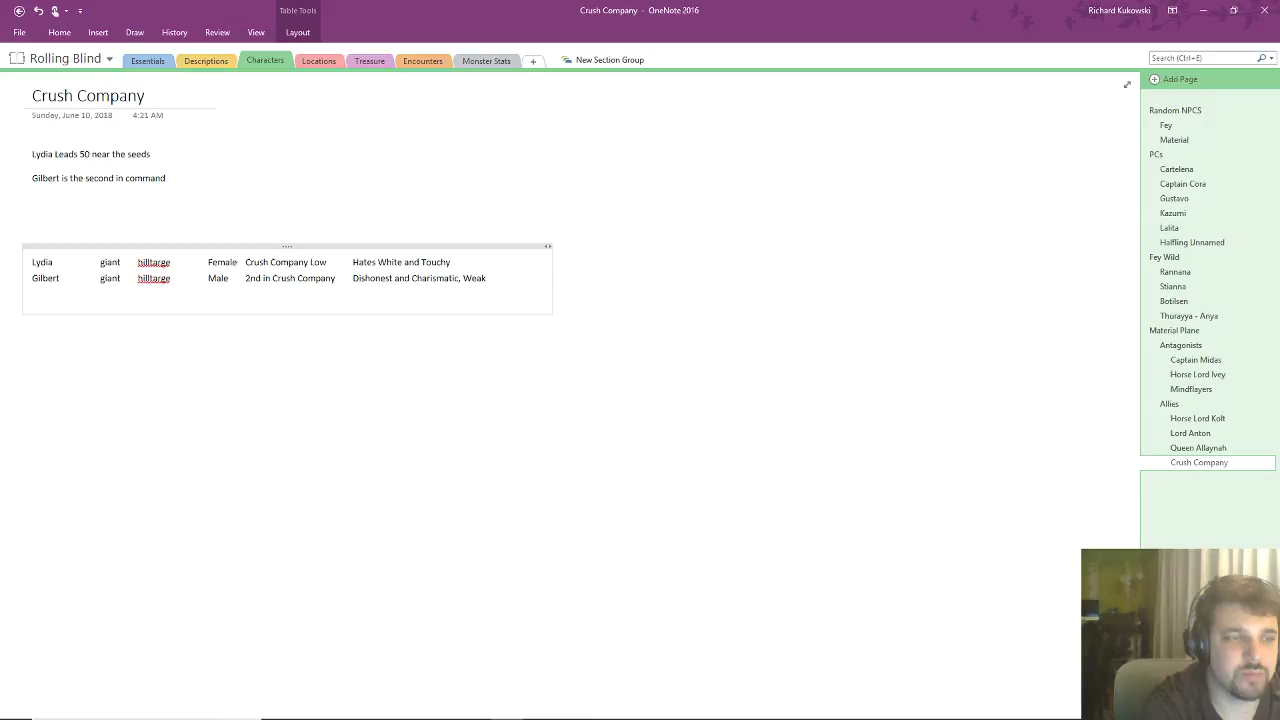 Table Tools
Crush Company - OneNote 2016
Richard Kukowski
File Home Insert Draw History Review View Layout
Rolling Blind
Essentials Descriptions Characters Locations Treasure Encounters Monster Stats + New Section Group
Search (Ctrl+E)
Crush Company
Sunday, June 10, 2018 4:21 AM
Lydia Leads 50 near the seeds
Gilbert is the second in command
Lydia giant hilltarge Female Crush Company Low Hates White and Touchy
Gilbert giant hilltarge Male 2nd in Crush Company Dishonest and Charismatic, Weak
Add Page
Random NPCS
Fey
Material
PCs
Cartelena
Captain Cora
Gustavo
Kazumi
Lalita
Halfling Unnamed
Fey Wild
Rannana
Stianna
Botilsen
Thurayya - Anya
Material Plane
Antagonists
Captain Midas
Horse Lord Ivey
Mindflayers
Allies
Horse Lord Kolt
Lord Anton
Queen Allaynah
Crush Company